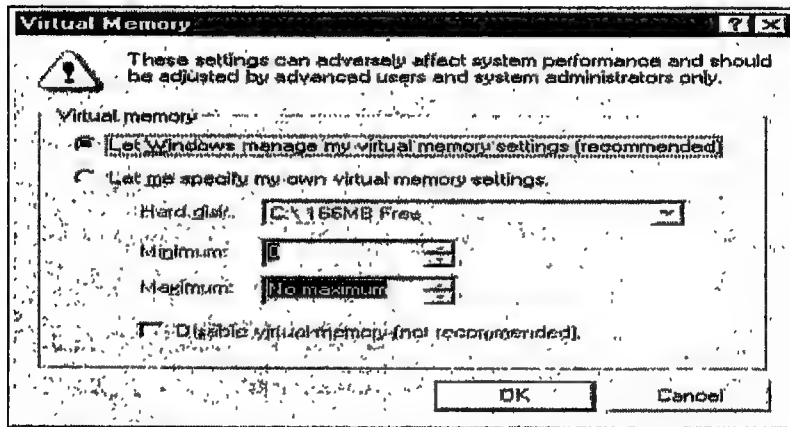 Virtual Memory ? ×
These settings can adversely affect system performance and should
be adjusted by advanced users and system administrators only.
Virtual memory
Let Windows manage my virtual memory settings (recommended)
Let me specify my own virtual memory settings.
Hard disk: C:\ 166MB Free
Minimum: 0
Maximum: No maximum
Disable virtual memory (not recommended).
OK Cancel